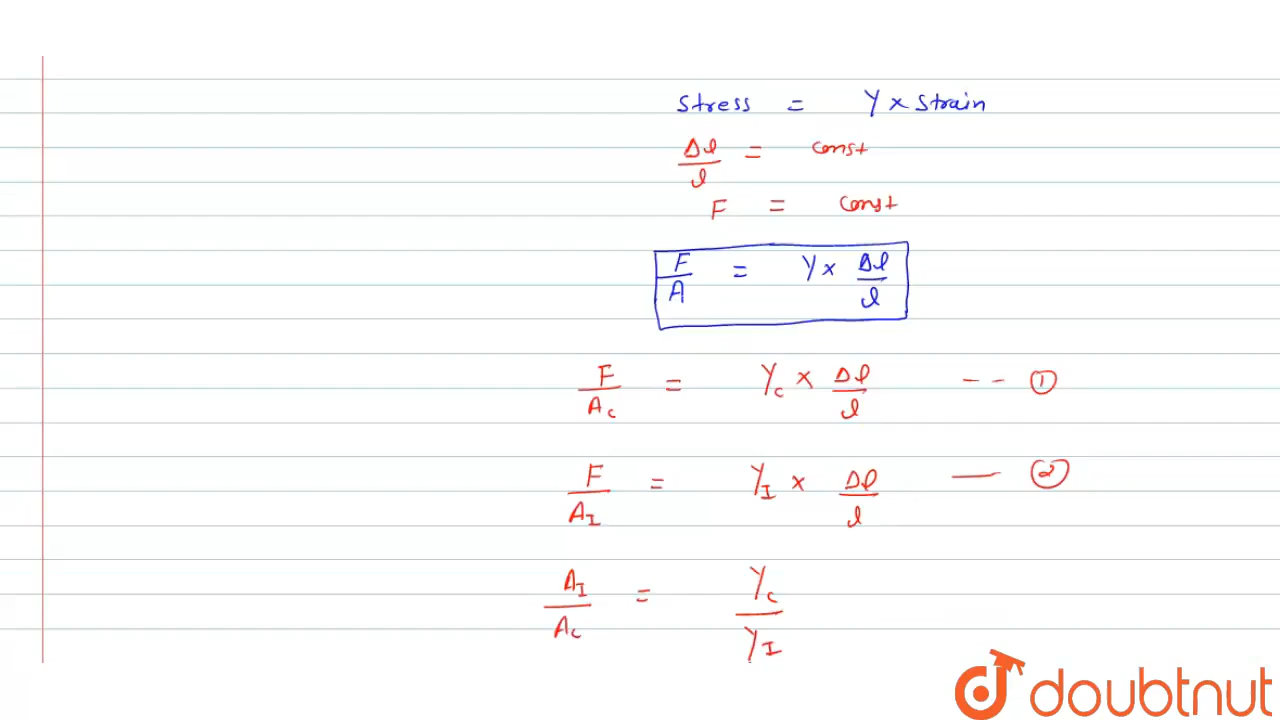 Stress = Y × Strain
Δl/l = const
F = const
F/A = Y × Δl/l
F/A_c = Y_c × Δl/l -- ①
F/A_I = Y_I × Δl/l — ②
A_I/A_c = Y_c/Y_I
doubtnut